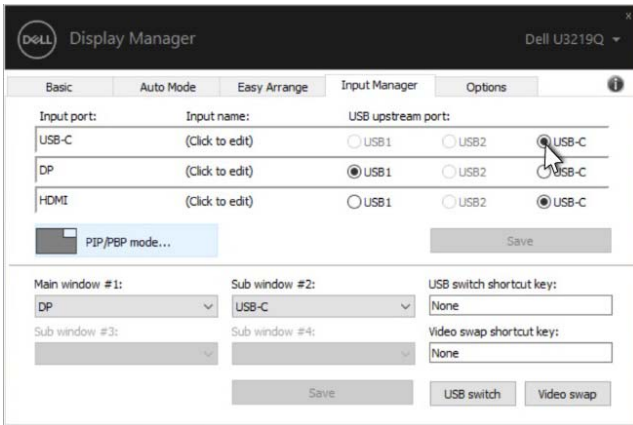 DELL Display Manager Dell U3219Q
x
Basic Auto Mode Easy Arrange Input Manager Options i
Input port: Input name: USB upstream port:
USB-C (Click to edit) USB1 USB2 USB-C
DP (Click to edit) USB1 USB2 USB-C
HDMI (Click to edit) USB1 USB2 USB-C
PIP/PBP mode... Save
Main window #1: Sub window #2: USB switch shortcut key:
DP USB-C None
Sub window #3: Sub window #4: Video swap shortcut key:
None
Save USB switch Video swap